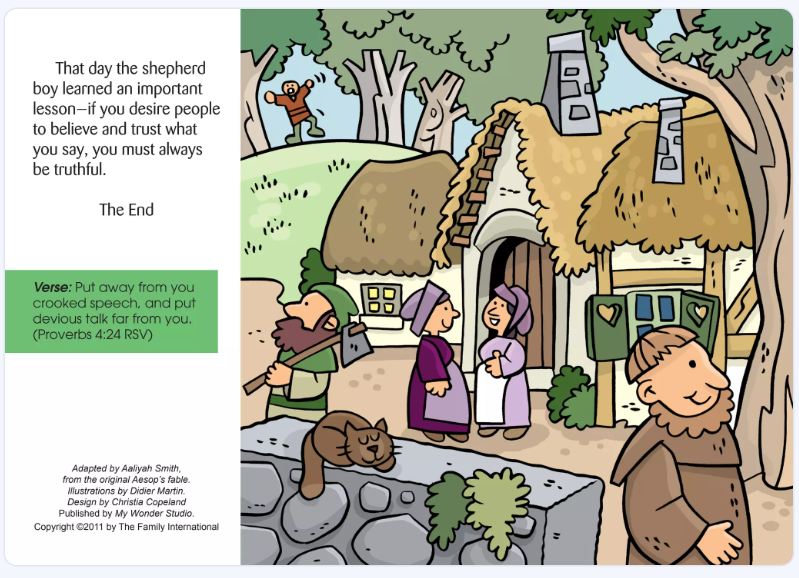 That day the shepherd
boy learned an important
lesson—if you desire people
to believe and trust what
you say, you must always
be truthful.
The End
Verse: Put away from you
crooked speech, and put
devious talk far from you.
(Proverbs 4:24 RSV)
Adapted by Aaliyah Smith,
from the original Aesop's fable.
Illustrations by Didier Martin.
Design by Christia Copeland
Published by My Wonder Studio.
Copyright ©2011 by The Family International